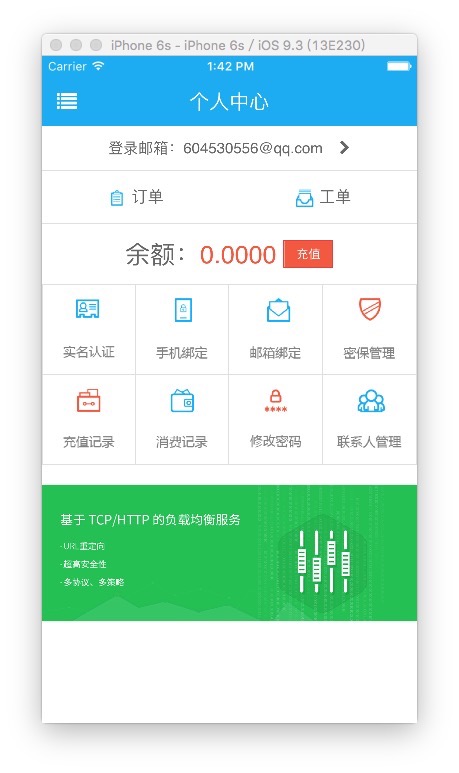 iPhone 6s - iPhone 6s / iOS 9.3 (13E230)
Carrier 1:42 PM
个人中心
登录邮箱：604530556@qq.com
订单 工单
余额：0.0000 充值
实名认证 手机绑定 邮箱绑定 密保管理
充值记录 消费记录 修改密码 联系人管理
基于 TCP/HTTP 的负载均衡服务
-URL重定向
-超高安全性
-多协议、多策略